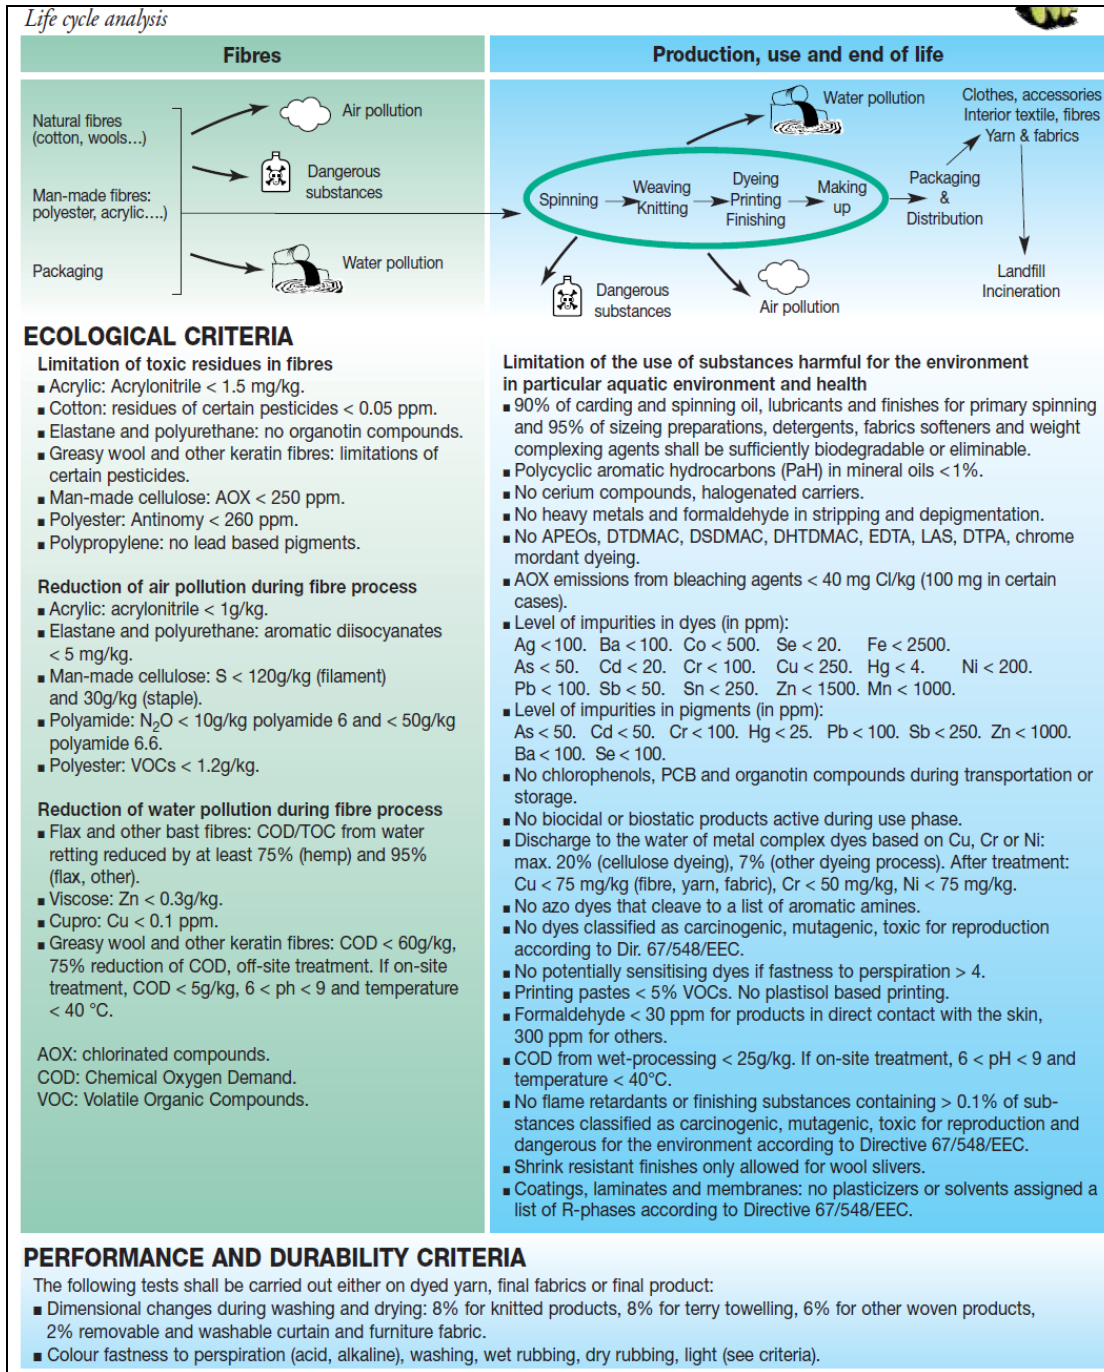 Life cycle analysis
Fibres
Natural fibres
(cotton, wools...)
Man-made fibres:
polyester, acrylic....)
Packaging
Air pollution
Dangerous
substances
Water pollution
Production, use and end of life
Water pollution
Clothes, accessories
Interior textile, fibres
Yarn & fabrics
Spinning
Weaving
Knitting
Dyeing
Printing
Finishing
Making
up
Packaging
&
Distribution
Dangerous
substances
Air pollution
Landfill
Incineration
ECOLOGICAL CRITERIA
Limitation of toxic residues in fibres
■ Acrylic: Acrylonitrile < 1.5 mg/kg.
■ Cotton: residues of certain pesticides < 0.05 ppm.
■ Elastane and polyurethane: no organotin compounds.
■ Greasy wool and other keratin fibres: limitations of
certain pesticides.
■ Man-made cellulose: AOX < 250 ppm.
■ Polyester: Antinomy < 260 ppm.
■ Polypropylene: no lead based pigments.
Reduction of air pollution during fibre process
■ Acrylic: acrylonitrile < 1g/kg.
■ Elastane and polyurethane: aromatic diisocyanates
< 5 mg/kg.
■ Man-made cellulose: S < 120g/kg (filament)
and 30g/kg (staple).
■ Polyamide: N₂O < 10g/kg polyamide 6 and < 50g/kg
polyamide 6.6.
■ Polyester: VOCs < 1.2g/kg.
Reduction of water pollution during fibre process
■ Flax and other bast fibres: COD/TOC from water
retting reduced by at least 75% (hemp) and 95%
(flax, other).
■ Viscose: Zn < 0.3g/kg.
■ Cupro: Cu < 0.1 ppm.
■ Greasy wool and other keratin fibres: COD < 60g/kg,
75% reduction of COD, off-site treatment. If on-site
treatment, COD < 5g/kg, 6 < ph < 9 and temperature
< 40 °C.
AOX: chlorinated compounds.
COD: Chemical Oxygen Demand.
VOC: Volatile Organic Compounds.
Limitation of the use of substances harmful for the environment
in particular aquatic environment and health
■ 90% of carding and spinning oil, lubricants and finishes for primary spinning
and 95% of sizeing preparations, detergents, fabrics softeners and weight
complexing agents shall be sufficiently biodegradable or eliminable.
■ Polycyclic aromatic hydrocarbons (PaH) in mineral oils <1%.
■ No cerium compounds, halogenated carriers.
■ No heavy metals and formaldehyde in stripping and depigmentation.
■ No APEOs, DTDMAC, DSDMAC, DHTDMAC, EDTA, LAS, DTPA, chrome
mordant dyeing.
■ AOX emissions from bleaching agents < 40 mg Cl/kg (100 mg in certain
cases).
■ Level of impurities in dyes (in ppm):
Ag < 100. Ba < 100. Co < 500. Se < 20. Fe < 2500.
As < 50. Cd < 20. Cr < 100. Cu < 250. Hg < 4. Ni < 200.
Pb < 100. Sb < 50. Sn < 250. Zn < 1500. Mn < 1000.
■ Level of impurities in pigments (in ppm):
As < 50. Cd < 50. Cr < 100. Hg < 25. Pb < 100. Sb < 250. Zn < 1000.
Ba < 100. Se < 100.
■ No chlorophenols, PCB and organotin compounds during transportation or
storage.
■ No biocidal or biostatic products active during use phase.
■ Discharge to the water of metal complex dyes based on Cu, Cr or Ni:
max. 20% (cellulose dyeing), 7% (other dyeing process). After treatment:
Cu < 75 mg/kg (fibre, yarn, fabric), Cr < 50 mg/kg, Ni < 75 mg/kg.
■ No azo dyes that cleave to a list of aromatic amines.
■ No dyes classified as carcinogenic, mutagenic, toxic for reproduction
according to Dir. 67/548/EEC.
■ No potentially sensitising dyes if fastness to perspiration > 4.
■ Printing pastes < 5% VOCs. No plastisol based printing.
■ Formaldehyde < 30 ppm for products in direct contact with the skin,
300 ppm for others.
■ COD from wet-processing < 25g/kg. If on-site treatment, 6 < pH < 9 and
temperature < 40°C.
■ No flame retardants or finishing substances containing > 0.1% of sub-
stances classified as carcinogenic, mutagenic, toxic for reproduction and
dangerous for the environment according to Directive 67/548/EEC.
■ Shrink resistant finishes only allowed for wool slivers.
■ Coatings, laminates and membranes: no plasticizers or solvents assigned a
list of R-phases according to Directive 67/548/EEC.
PERFORMANCE AND DURABILITY CRITERIA
The following tests shall be carried out either on dyed yarn, final fabrics or final product:
■ Dimensional changes during washing and drying: 8% for knitted products, 8% for terry towelling, 6% for other woven products,
2% removable and washable curtain and furniture fabric.
■ Colour fastness to perspiration (acid, alkaline), washing, wet rubbing, dry rubbing, light (see criteria).